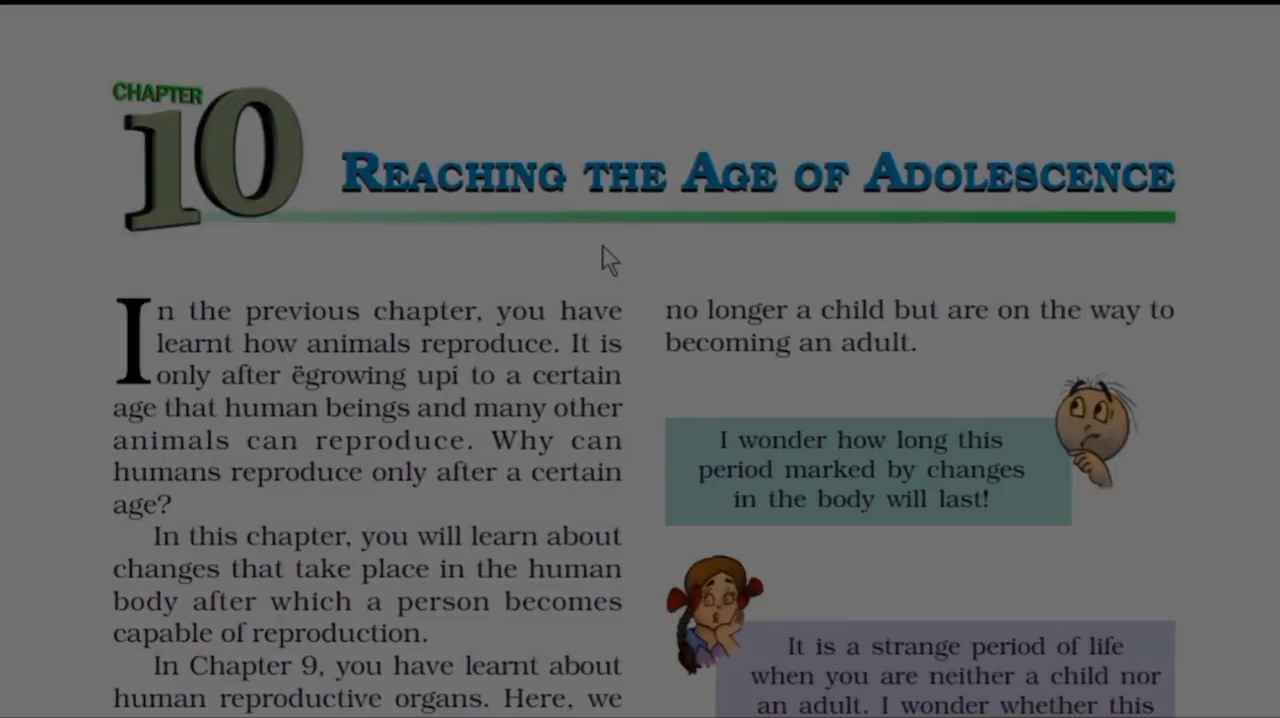 CHAPTER
10
REACHING THE AGE OF ADOLESCENCE
In the previous chapter, you have
learnt how animals reproduce. It is
only after ëgrowing upí to a certain
age that human beings and many other
animals can reproduce. Why can
humans reproduce only after a certain
age?
In this chapter, you will learn about
changes that take place in the human
body after which a person becomes
capable of reproduction.
In Chapter 9, you have learnt about
human reproductive organs. Here, we
no longer a child but are on the way to
becoming an adult.
I wonder how long this
period marked by changes
in the body will last!
It is a strange period of life
when you are neither a child nor
an adult. I wonder whether this